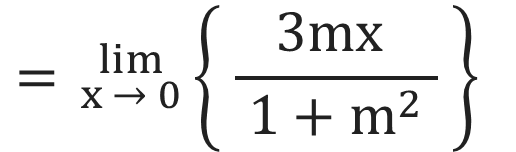 = lim x → 0 { 3mx / 1 + m² }